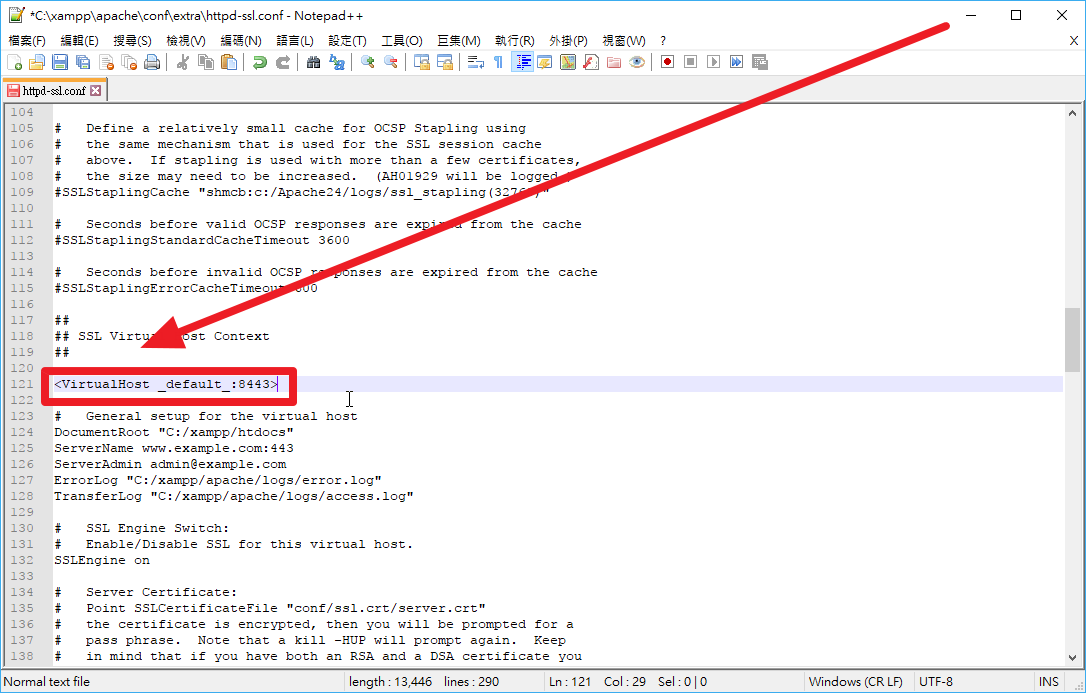 *C:\xampp\apache\conf\extra\httpd-ssl.conf - Notepad++
檔案(F) 編輯(E) 搜尋(S) 檢視(V) 編碼(N) 語言(L) 設定(T) 工具(O) 巨集(M) 執行(R) 外掛(P) 視窗(W) ? X
httpd-ssl.conf
104
105 # Define a relatively small cache for OCSP Stapling using
106 # the same mechanism that is used for the SSL session cache
107 # above. If stapling is used with more than a few certificates,
108 # the size may need to be increased. (AH01929 will be logged.)
109 #SSLStaplingCache "shmcb:c:/Apache24/logs/ssl_stapling(32768)"
110
111 # Seconds before valid OCSP responses are expired from the cache
112 #SSLStaplingStandardCacheTimeout 3600
113
114 # Seconds before invalid OCSP responses are expired from the cache
115 #SSLStaplingErrorCacheTimeout 600
116
117 ##
118 ## SSL Virtual Host Context
119 ##
120
121 <VirtualHost _default_:8443>
122
123 # General setup for the virtual host
124 DocumentRoot "C:/xampp/htdocs"
125 ServerName www.example.com:443
126 ServerAdmin admin@example.com
127 ErrorLog "C:/xampp/apache/logs/error.log"
128 TransferLog "C:/xampp/apache/logs/access.log"
129
130 # SSL Engine Switch:
131 # Enable/Disable SSL for this virtual host.
132 SSLEngine on
133
134 # Server Certificate:
135 # Point SSLCertificateFile "conf/ssl.crt/server.crt"
136 # the certificate is encrypted, then you will be prompted for a
137 # pass phrase. Note that a kill -HUP will prompt again. Keep
138 # in mind that if you have both an RSA and a DSA certificate you
Normal text file length : 13,446 lines : 290 Ln : 121 Col : 29 Sel : 0 | 0 Windows (CR LF) UTF-8 INS